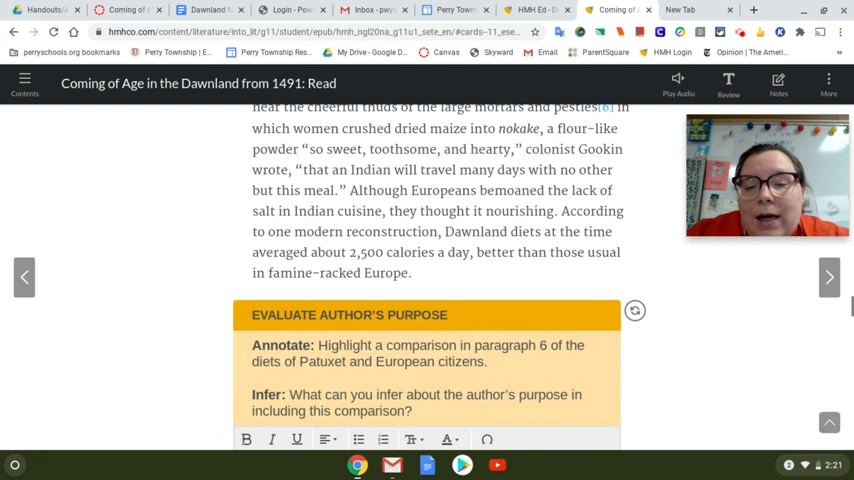 Handouts/A
Coming of A
Dawnland N
Login - Pow
Inbox - pwy
Perry Town
HMH Ed - D
Coming of A
New Tab
hmhco.com/content/literature/into_lit/g11/student/epub/hmh_ngl20na_g11u1_sete_en/#cards--11_ese...
perryschools.org bookmarks
Perry Township | E...
Perry Township Res...
My Drive - Google D...
Canvas
Skyward
Email
ParentSquare
HMH Login
Opinion | The Ameri...
Contents
Coming of Age in the Dawnland from 1491: Read
Play Audio
Review
Notes
More
hear the cheerful thuds of the large mortars and pestles[6] in
which women crushed dried maize into nokake, a flour-like
powder “so sweet, toothsome, and hearty,” colonist Gookin
wrote, “that an Indian will travel many days with no other
but this meal.” Although Europeans bemoaned the lack of
salt in Indian cuisine, they thought it nourishing. According
to one modern reconstruction, Dawnland diets at the time
averaged about 2,500 calories a day, better than those usual
in famine-racked Europe.
EVALUATE AUTHOR’S PURPOSE
Annotate: Highlight a comparison in paragraph 6 of the
diets of Patuxet and European citizens.
Infer: What can you infer about the author’s purpose in
including this comparison?
B I U Tт A Ω
2 2:21